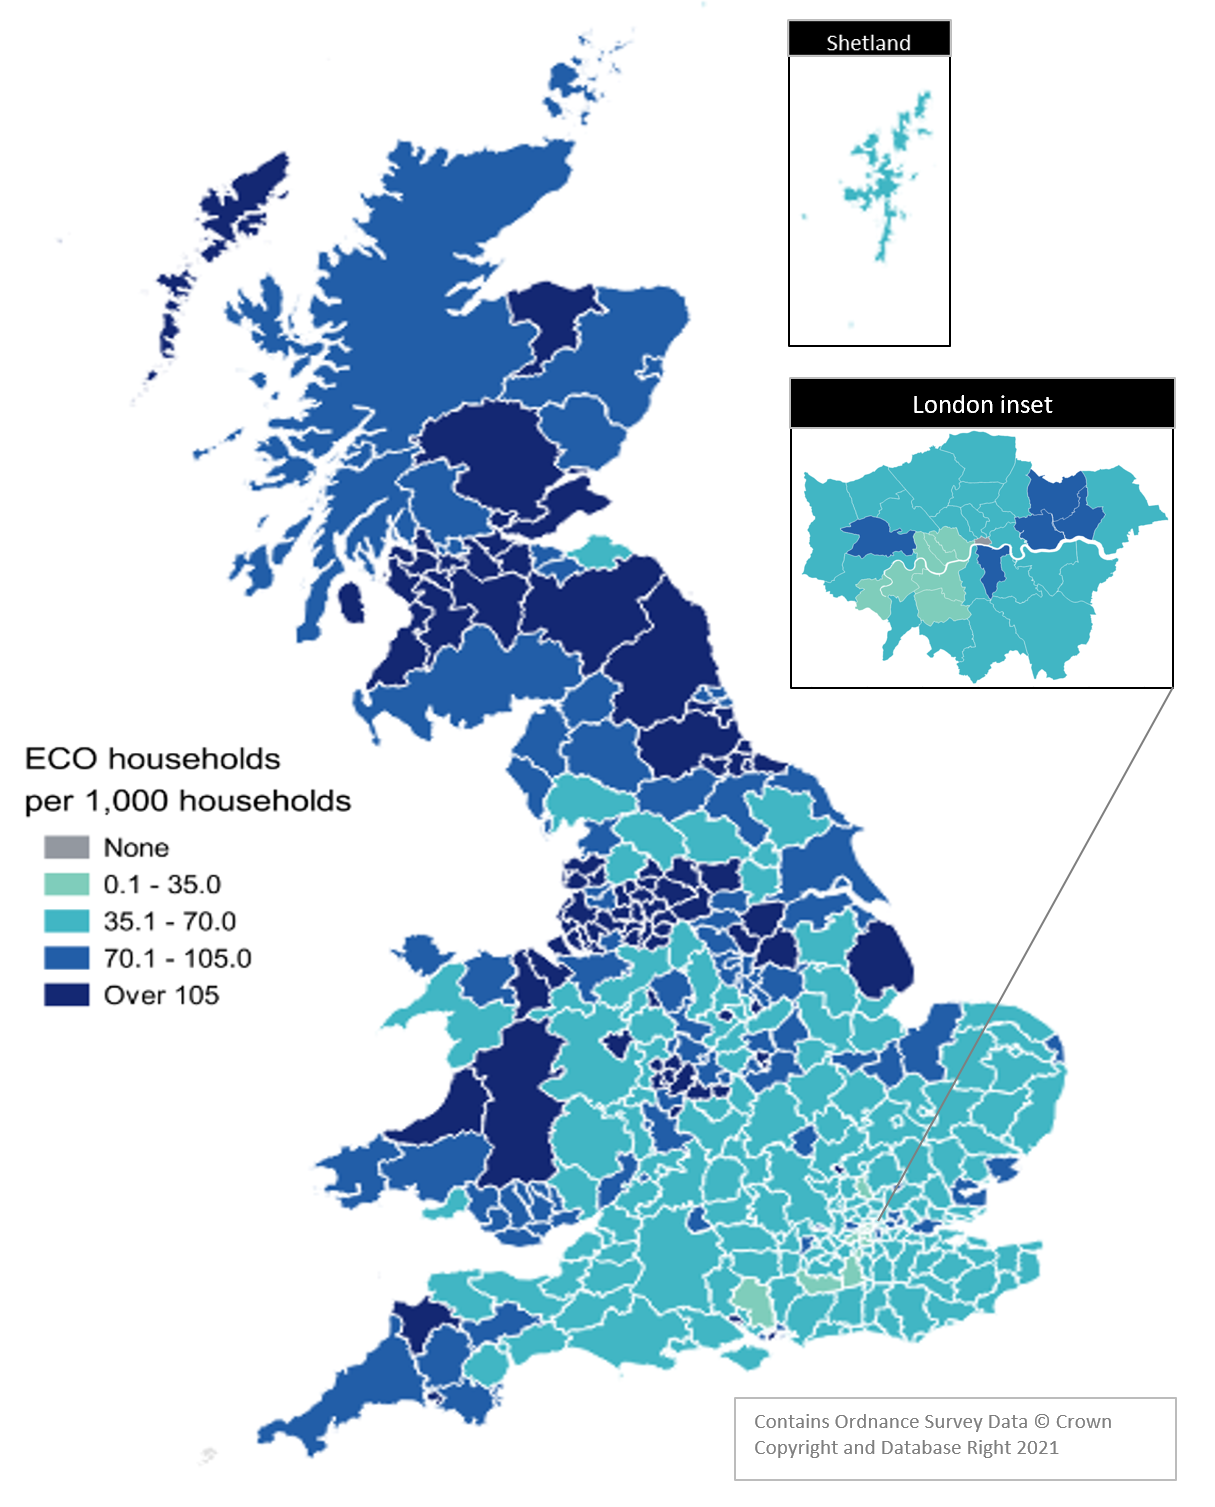 Shetland
London inset
ECO households
per 1,000 households
None
0.1 - 35.0
35.1 - 70.0
70.1 - 105.0
Over 105
Contains Ordnance Survey Data © Crown
Copyright and Database Right 2021